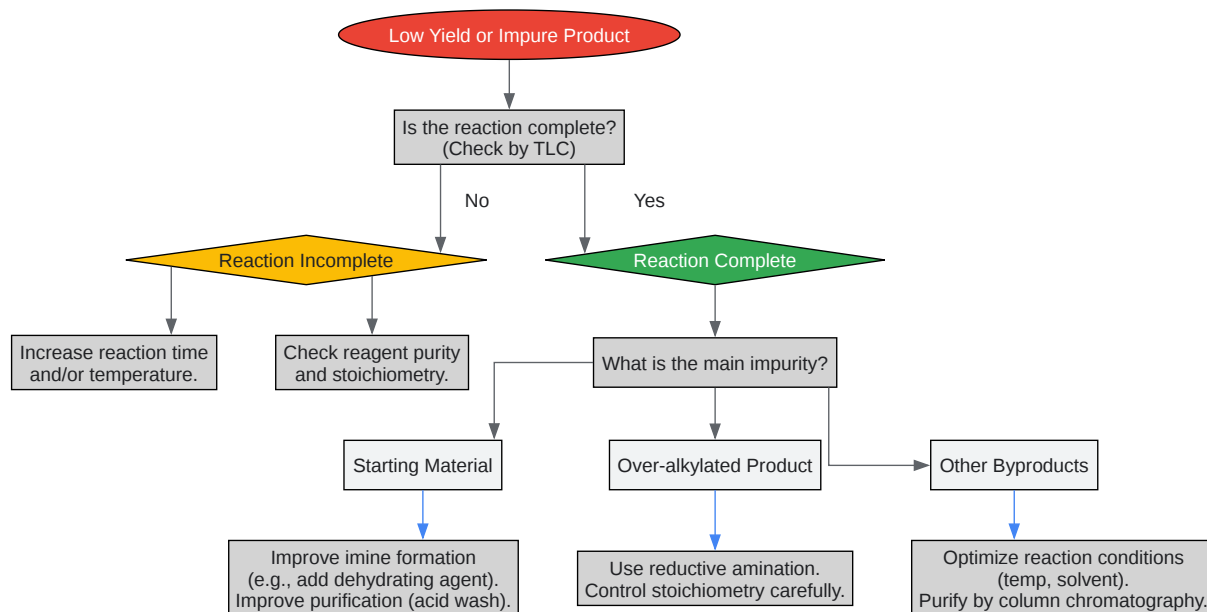 Low Yield or Impure Product
Is the reaction complete?
(Check by TLC)
No
Yes
Reaction Incomplete
Reaction Complete
Increase reaction time
and/or temperature.
Check reagent purity
and stoichiometry.
What is the main impurity?
Starting Material
Over-alkylated Product
Other Byproducts
Improve imine formation
(e.g., add dehydrating agent).
Improve purification (acid wash).
Use reductive amination.
Control stoichiometry carefully.
Optimize reaction conditions
(temp, solvent).
Purify by column chromatography.